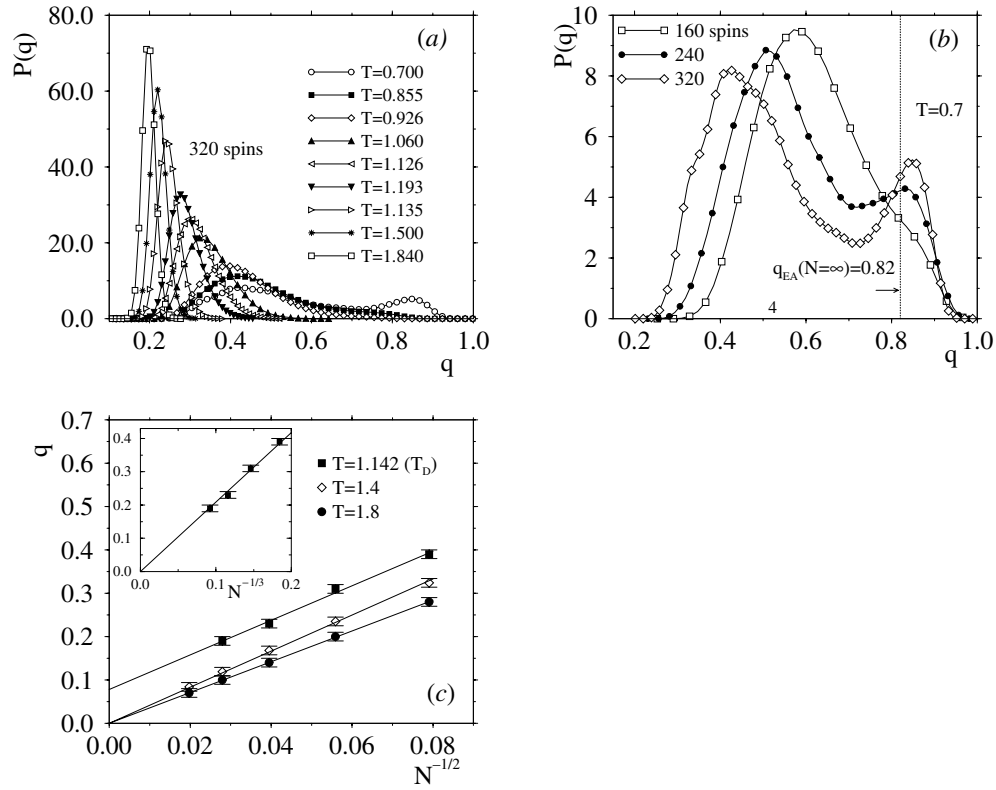 80.0
60.0
40.0
20.0
0.0
P(q)
(a)
T=0.700
T=0.855
T=0.926
T=1.060
T=1.126
T=1.193
T=1.135
T=1.500
T=1.840
320 spins
0.2 0.4 0.6 0.8 1.0
q
10
8
6
4
2
0
P(q)
160 spins
240
320
(b)
T=0.7
q_EA(N=∞)=0.82
4
0.2 0.4 0.6 0.8 1.0
q
0.7
0.6
0.5
0.4
0.3
0.2
0.1
0.0
q
0.4
0.3
0.2
0.1
0.0
0.0 0.1 0.2
N^{-1/3}
T=1.142 (T_D)
T=1.4
T=1.8
(c)
0.00 0.02 0.04 0.06 0.08
N^{-1/2}